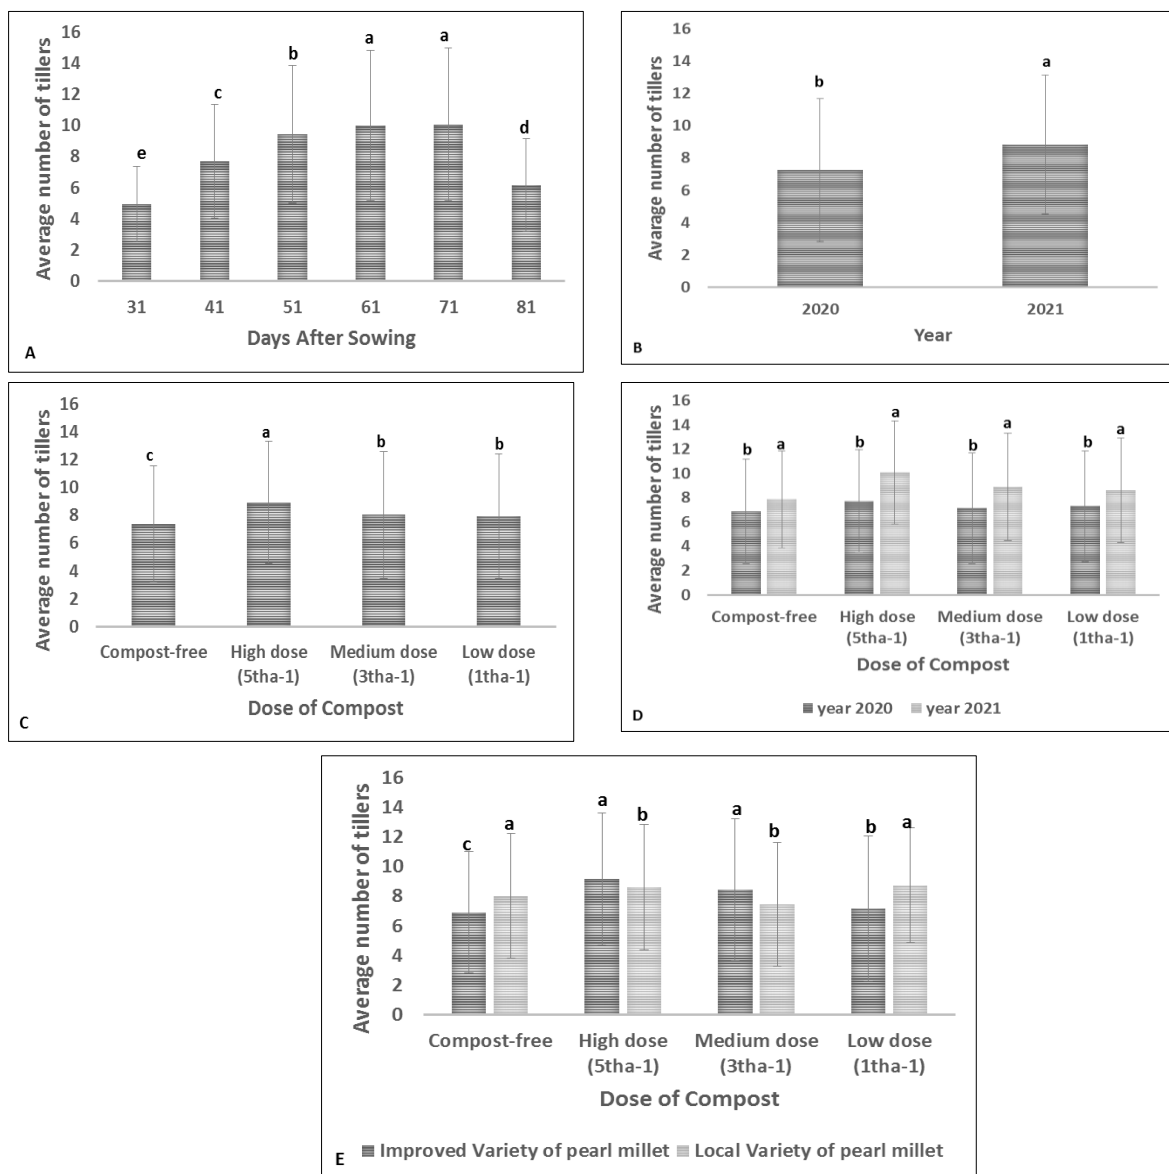 Average number of tillers
16
14
12
10
8
6
4
2
0
e
c
b
a
a
d
31 41 51 61 71 81
Days After Sowing
A
Avarage number of tillers
16
14
12
10
8
6
4
2
0
b
a
2020 2021
Year
B
Average number of tillers
16
14
12
10
8
6
4
2
0
c
a
b
b
Compost-free High dose Medium dose Low dose
(5tha-1) (3tha-1) (1tha-1)
Dose of Compost
C
Average number of tillers
16
14
12
10
8
6
4
2
0
b a b a b a b a
Compost-free High dose Medium dose Low dose
(5tha-1) (3tha-1) (1tha-1)
Dose of Compost
year 2020 year 2021
D
Average number of tillers
16
14
12
10
8
6
4
2
0
c a a b a b b a
Compost-free High dose Medium dose Low dose
(5tha-1) (3tha-1) (1tha-1)
Dose of Compost
Improved Variety of pearl millet Local Variety of pearl millet
E